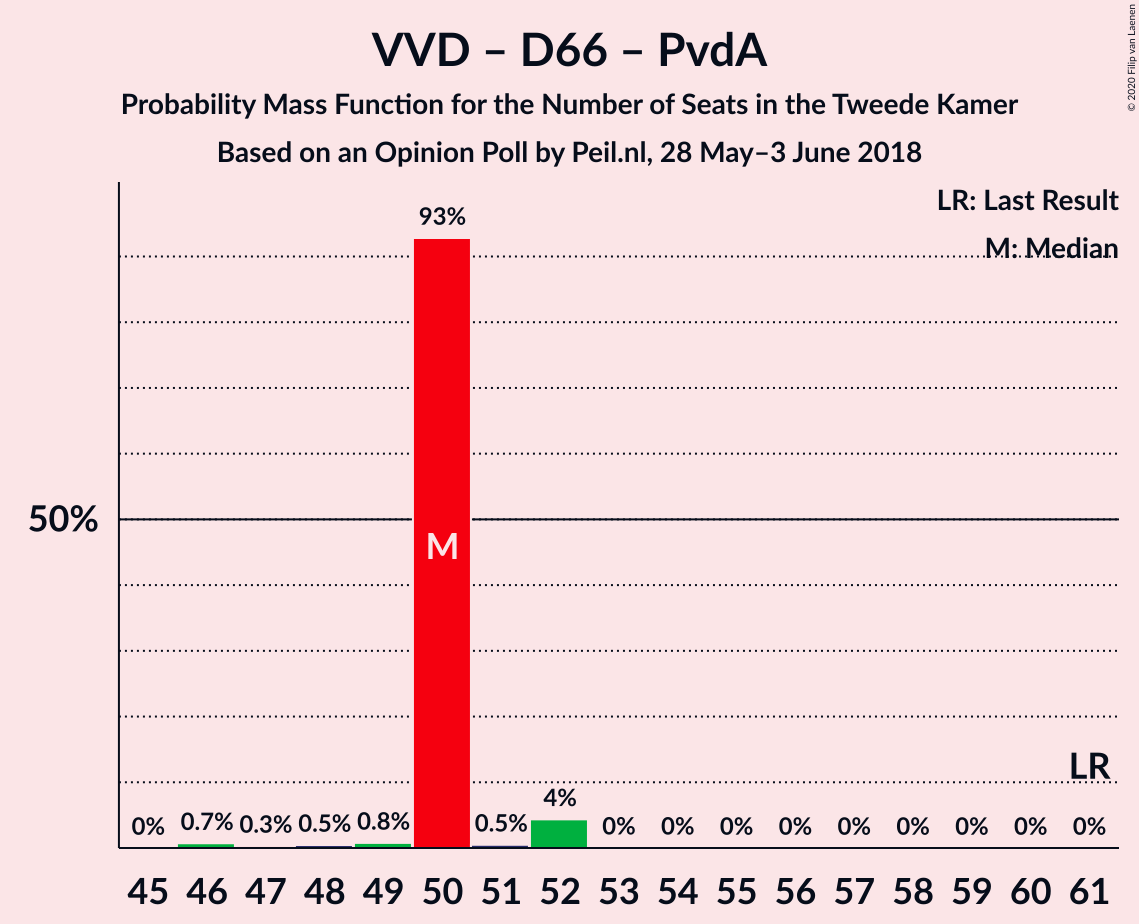 VVD – D66 – PvdA
Probability Mass Function for the Number of Seats in the Tweede Kamer
Based on an Opinion Poll by Peil.nl, 28 May–3 June 2018
© 2020 Filip van Laenen
LR: Last Result
M: Median
93%
50%
M
LR
0% 0.7% 0.3% 0.5% 0.8% 0.5% 4% 0% 0% 0% 0% 0% 0% 0% 0% 0%
45 46 47 48 49 50 51 52 53 54 55 56 57 58 59 60 61